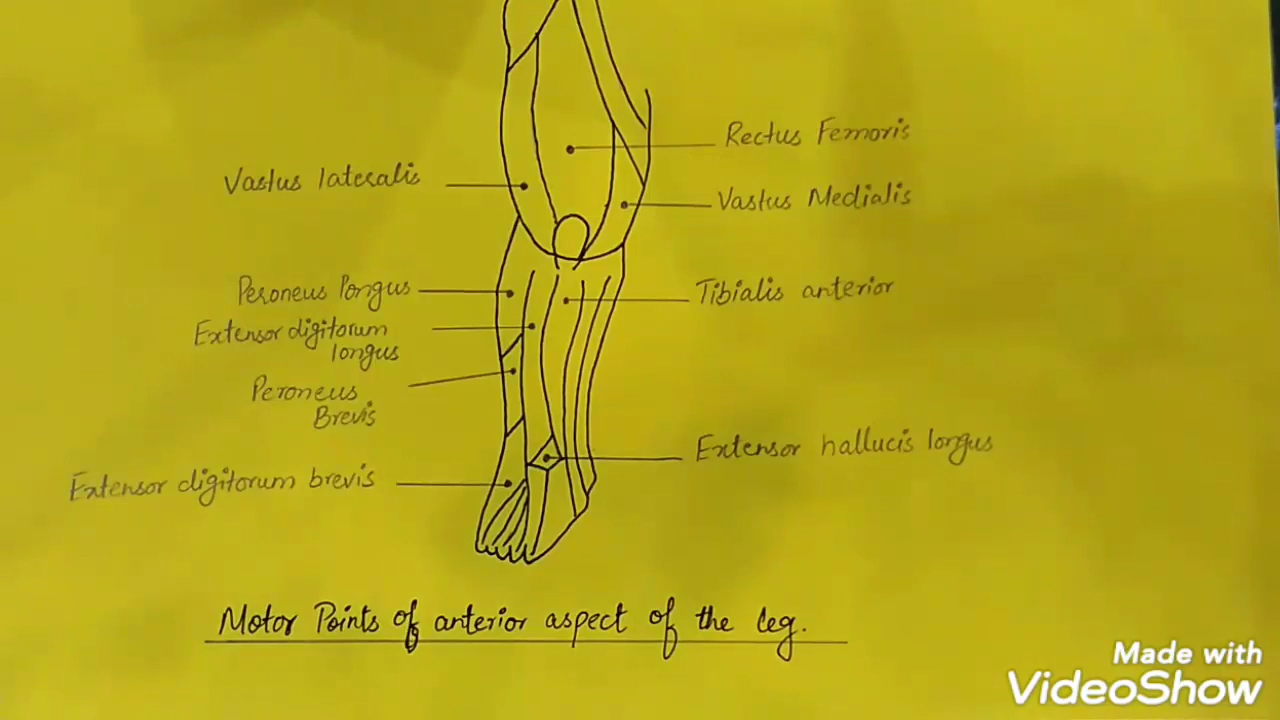 Rectus Femoris
Vastus lateralis
Vastus Medialis
Peroneus longus
Tibialis anterior
Extensor digitorum
longus
Peroneus
Brevis
Extensor hallucis longus
Extensor digitorum brevis
Motor Points of anterior aspect of the leg.
Made with
VideoShow